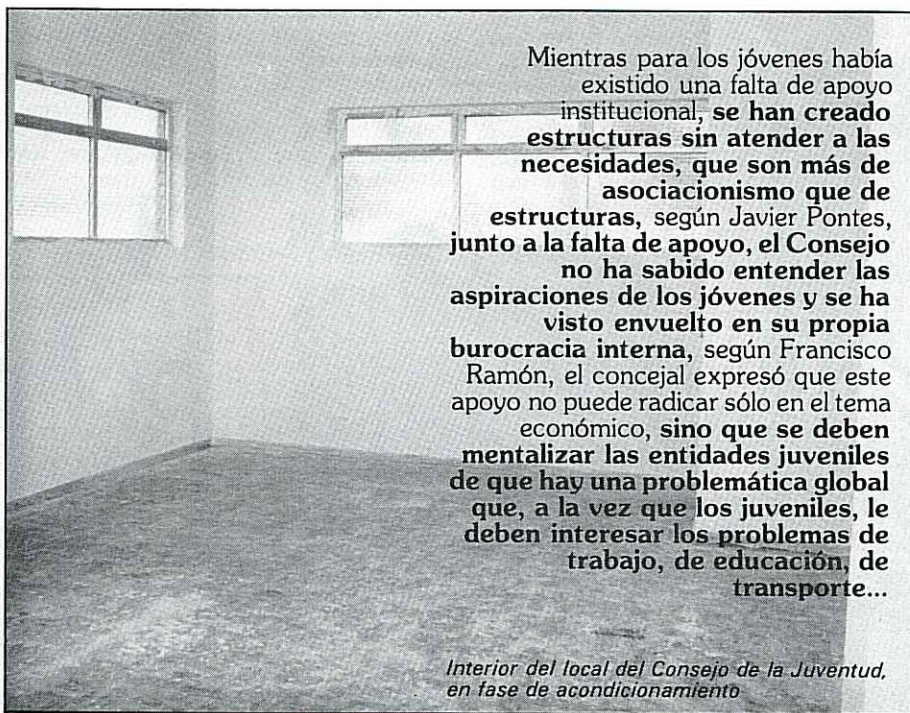 Mientras para los jóvenes había
existido una falta de apoyo
institucional, se han creado
estructuras sin atender a las
necesidades, que son más de
asociacionismo que de
estructuras, según Javier Pontes,
junto a la falta de apoyo, el Consejo
no ha sabido entender las
aspiraciones de los jóvenes y se ha
visto envuelto en su propia
burocracia interna, según Francisco
Ramón, el concejal expresó que este
apoyo no puede radicar sólo en el tema
económico, sino que se deben
mentalizar las entidades juveniles
de que hay una problemática global
que, a la vez que los juveniles, le
deben interesar los problemas de
trabajo, de educación, de
transporte...
Interior del local del Consejo de la Juventud,
en fase de acondicionamiento